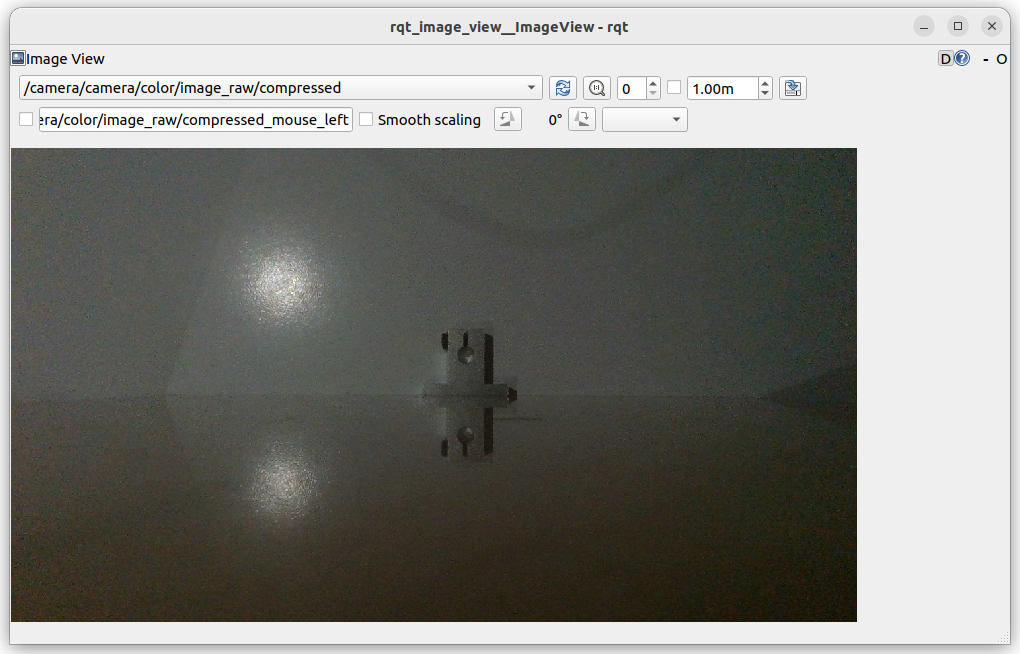 rqt_image_view__ImageView - rqt
Image View D - O
/camera/camera/color/image_raw/compressed 0 1.00m
era/color/image_raw/compressed_mouse_left Smooth scaling 0°